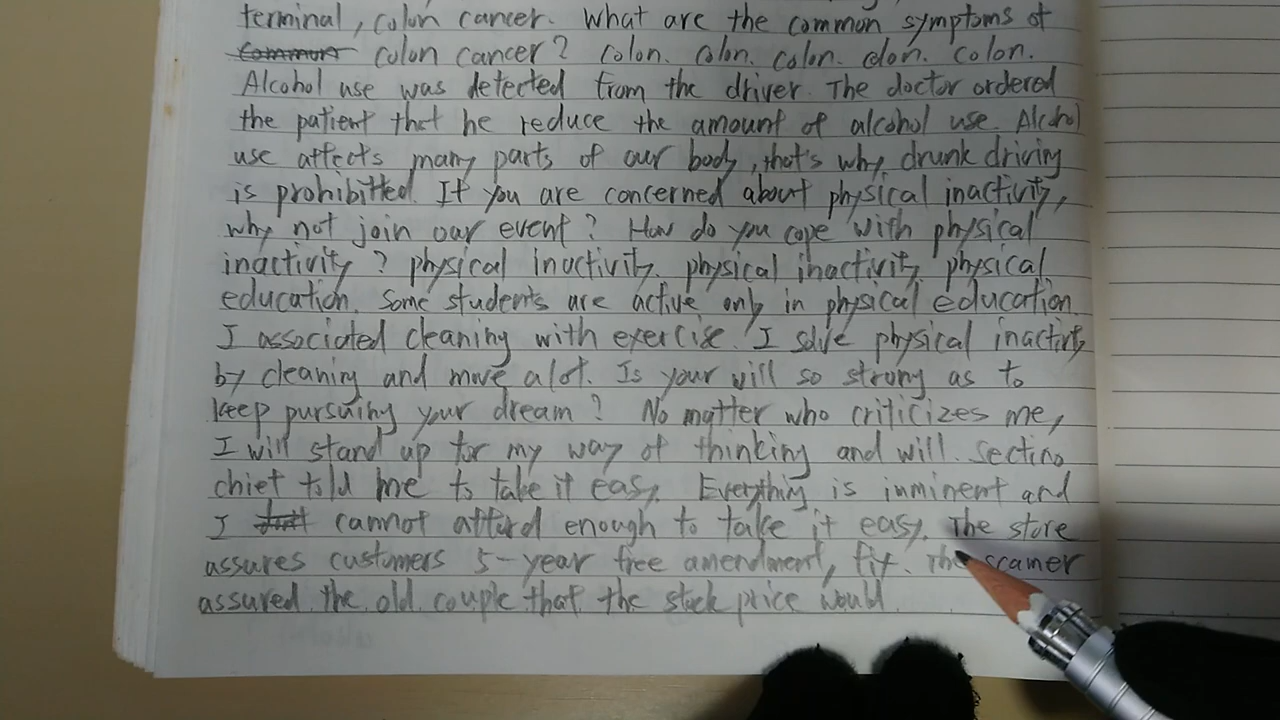 terminal, colon cancer. What are the common symptoms of
common colon cancer? colon. colon. colon. colon. colon.
Alcohol use was detected from the driver. The doctor ordered
the patient that he reduce the amount of alcohol use. Alcohol
use affects many parts of our body, that's why drunk driving
is prohibitted. If you are concerned about physical inactivity,
why not join our event? How do you cope with physical
inactivity? physical inactivity. physical inactivity. physical
education. Some students are active only in physical education.
I associated cleaning with exercise. I solve physical inactivity
by cleaning and move a lot. Is your will so strong as to
keep pursuing your dream? No matter who criticizes me,
I will stand up for my way of thinking and will. Section
chief told me to take it easy. Everything is imminent and
I cannot afford enough to take it easy. The store
assures customers 5-year free amendment, fix. The scamer
assured the old couple that the stock price would